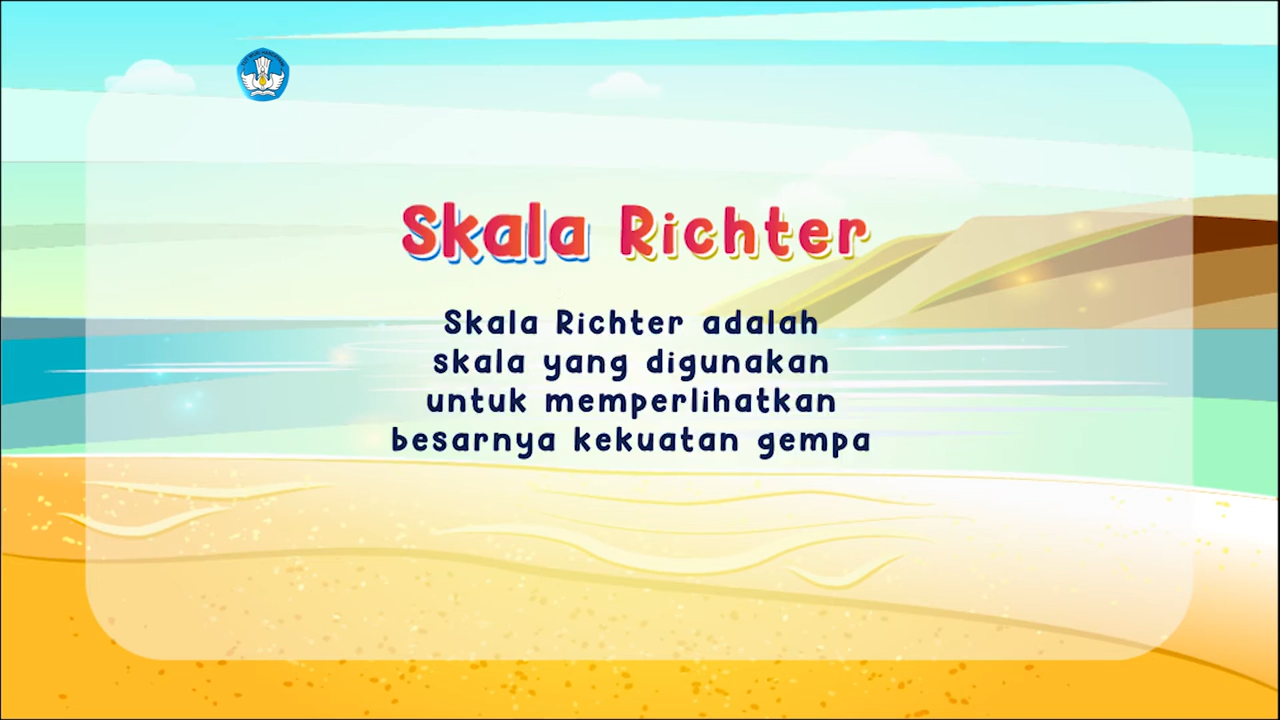 Skala Richter
Skala Richter adalah
skala yang digunakan
untuk memperlihatkan
besarnya kekuatan gempa